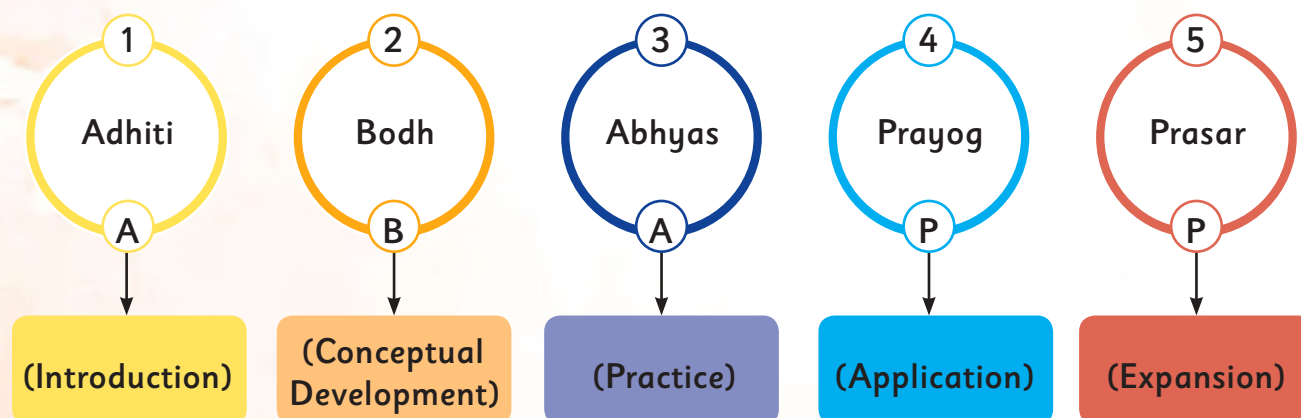 1
Adhiti
A
(Introduction)
2
Bodh
B
(Conceptual
Development)
3
Abhyas
A
(Practice)
4
Prayog
P
(Application)
5
Prasar
P
(Expansion)